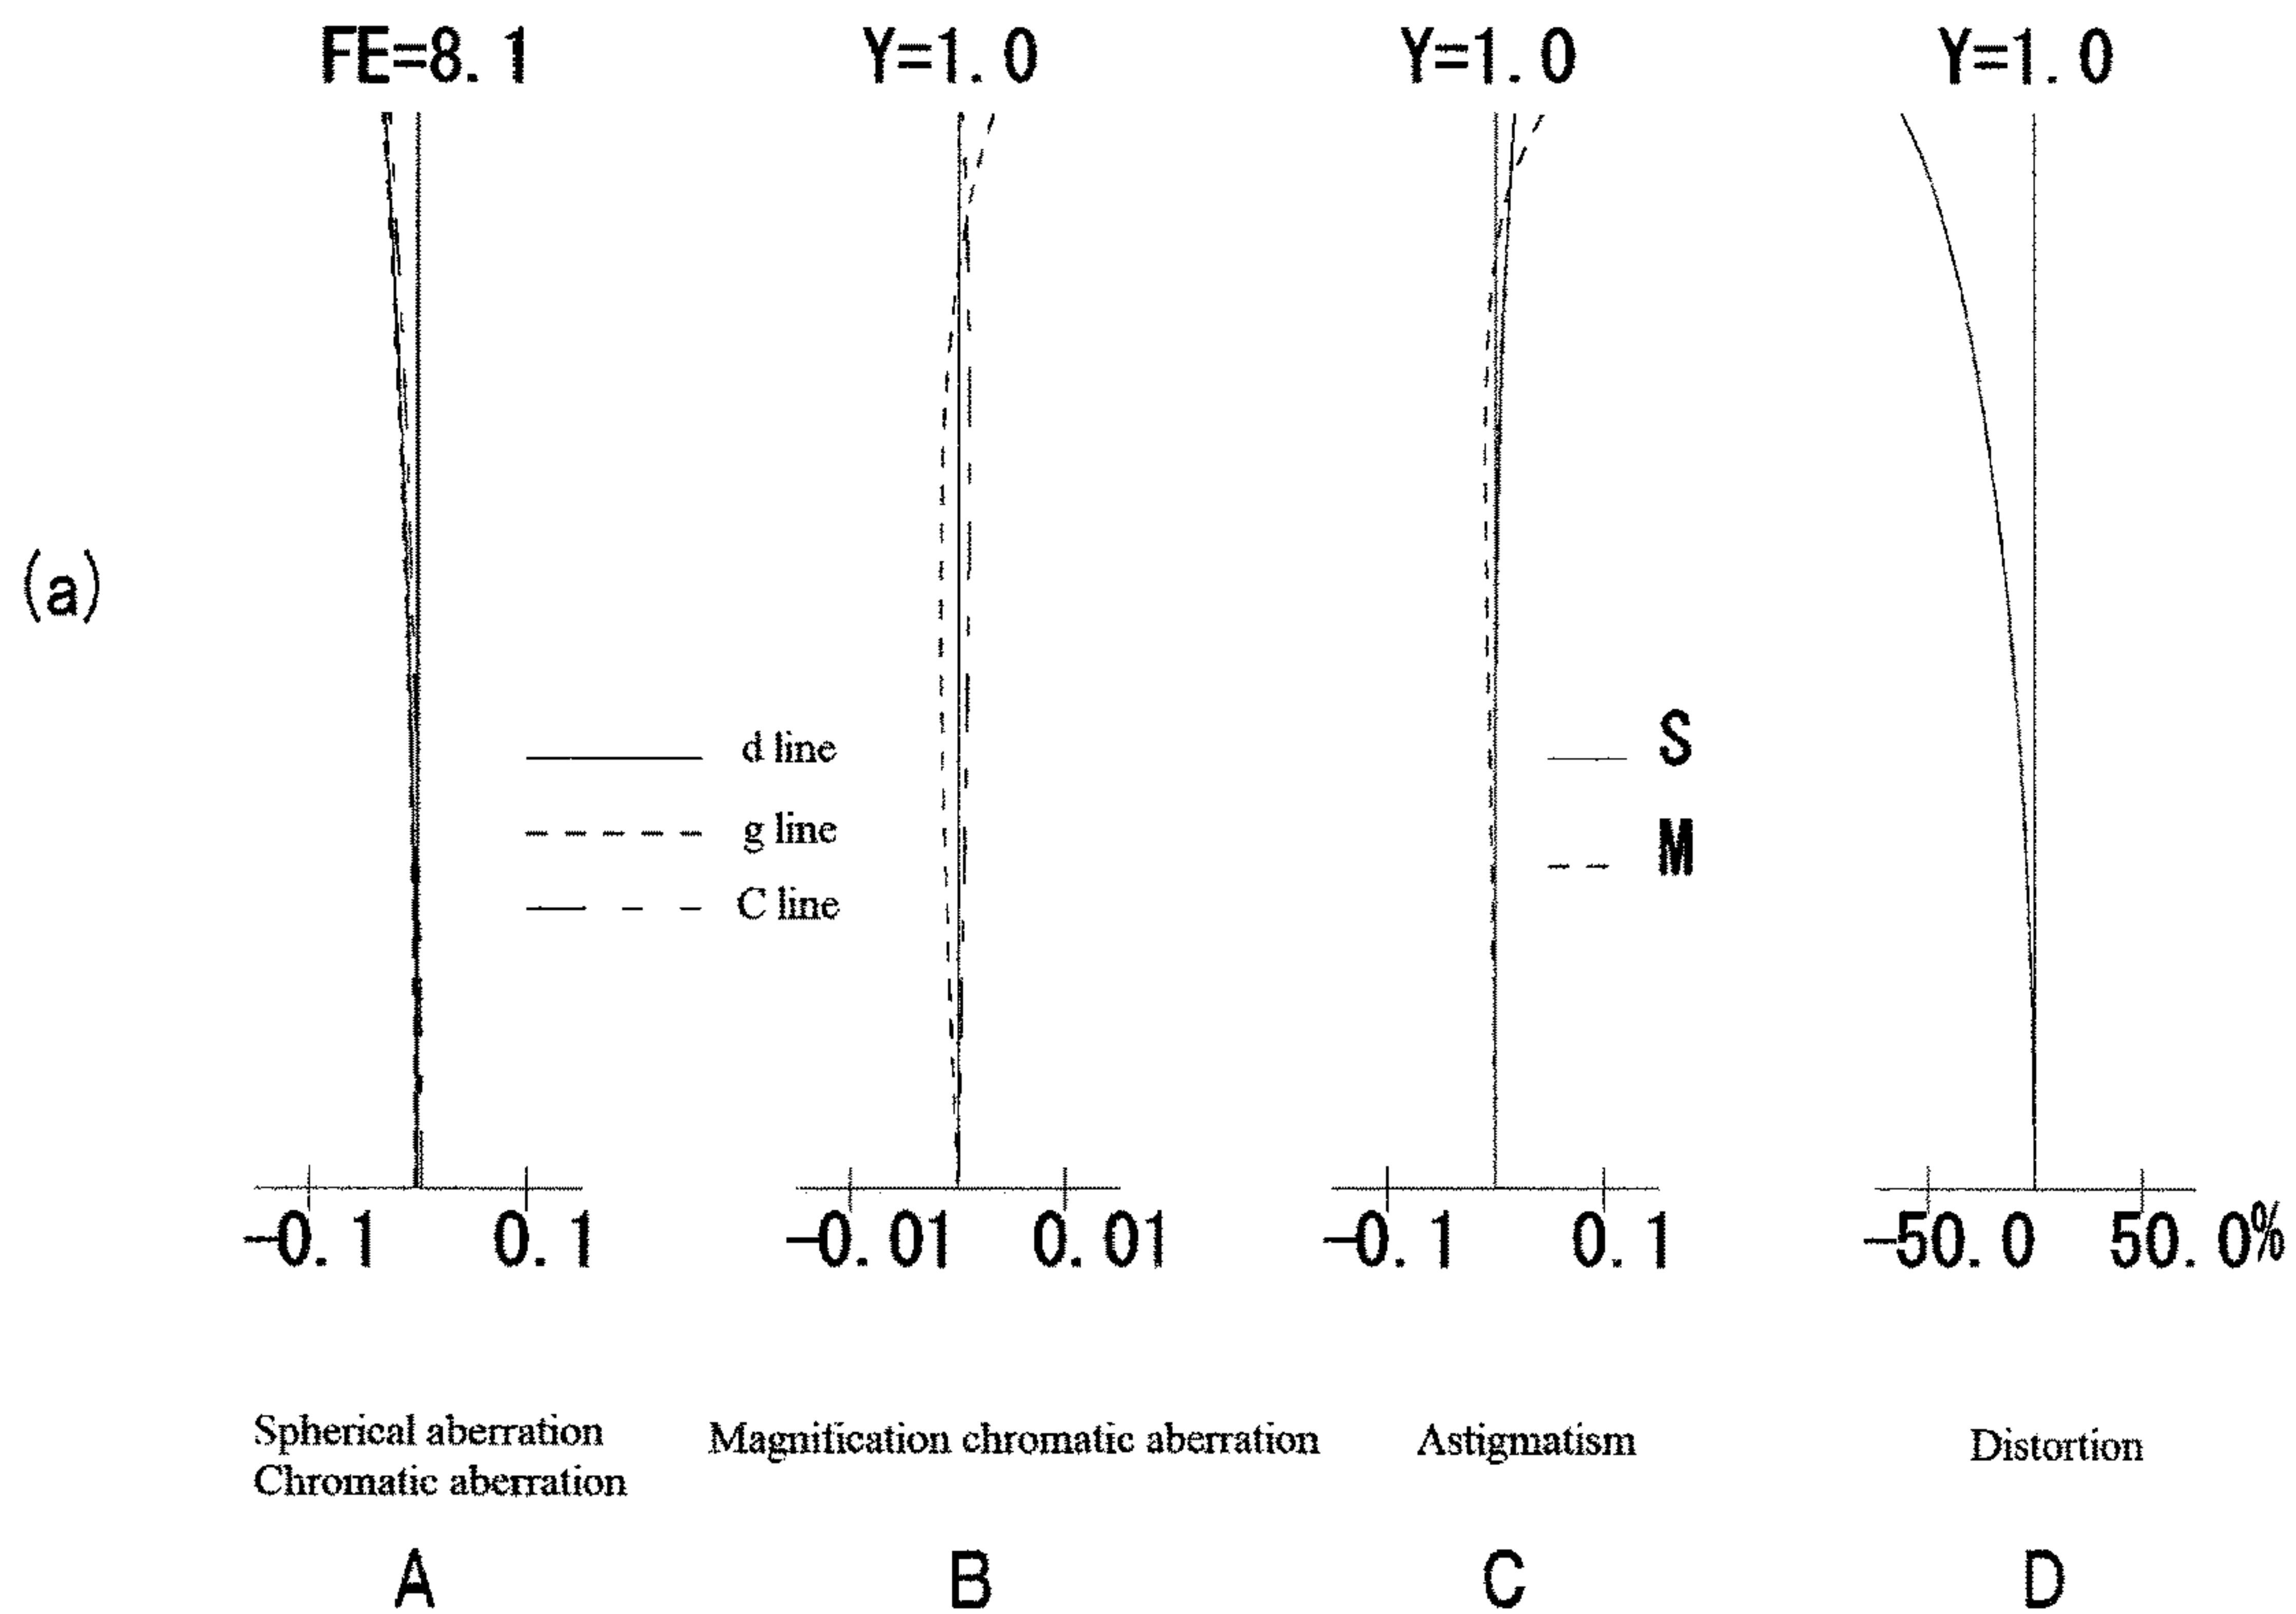 FE=8.1
Y=1.0
Y=1.0
Y=1.0
(a)
d line
g line
C line
S
M
-0.1
0.1
-0.01
0.01
-0.1
0.1
-50.0
50.0%
Spherical aberration
Chromatic aberration
Magnification chromatic aberration
Astigmatism
Distortion
A
B
C
D